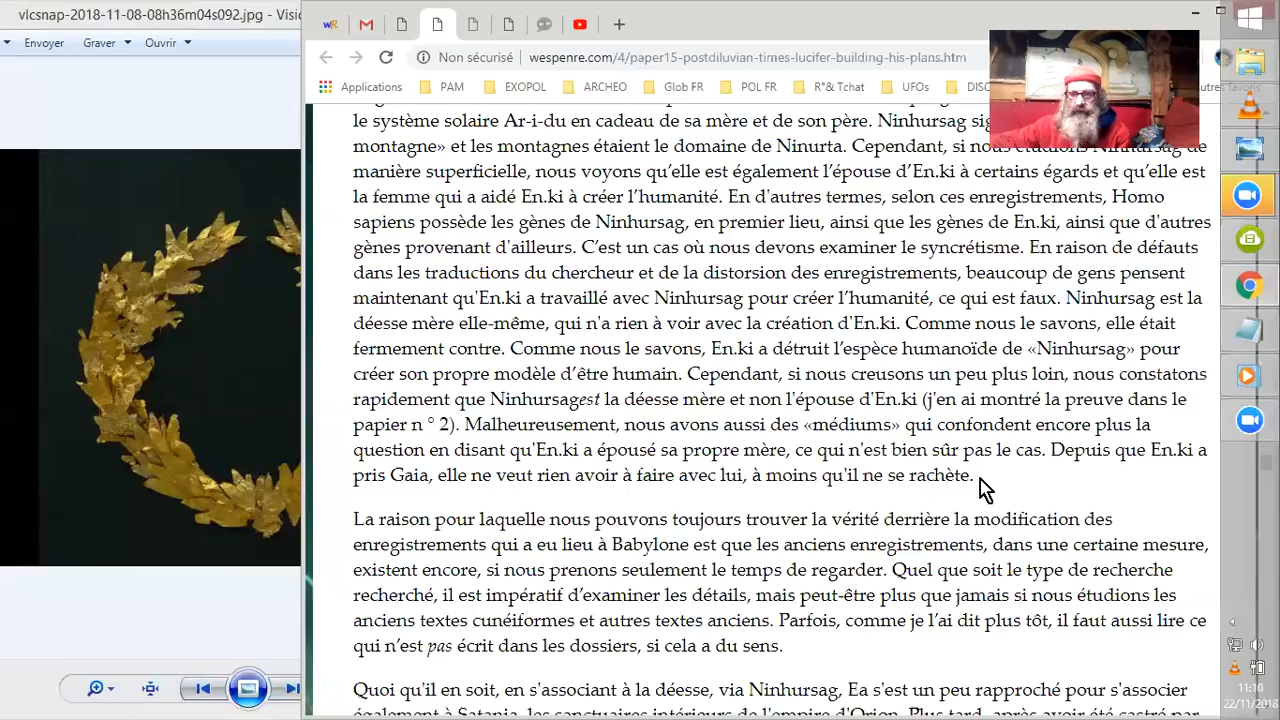 vlcsnap-2018-11-08-08h36m04s092.jpg - Visi
Envoyer Graver Ouvrir
Non sécurisé wespenre.com/4/paper15-postdiluvian-times-lucifer-building-his-plans.htm
Applications PAM EXOPOL ARCHEO Glob FR POL FR R°& Tchat UFOs autres favoris
le système solaire Ar-i-du en cadeau de sa mère et de son père. Ninhursag
montagne» et les montagnes étaient le domaine de Ninurta. Cependant, si nous étudions Ninhursag de
manière superficielle, nous voyons qu’elle est également l’épouse d’En.ki à certains égards et qu’elle est
la femme qui a aidé En.ki à créer l’humanité. En d'autres termes, selon ces enregistrements, Homo
sapiens possède les gènes de Ninhursag, en premier lieu, ainsi que les gènes de En.ki, ainsi que d'autres
gènes provenant d'ailleurs. C’est un cas où nous devons examiner le syncrétisme. En raison de défauts
dans les traductions du chercheur et de la distorsion des enregistrements, beaucoup de gens pensent
maintenant qu'En.ki a travaillé avec Ninhursag pour créer l’humanité, ce qui est faux. Ninhursag est la
déesse mère elle-même, qui n'a rien à voir avec la création d'En.ki. Comme nous le savons, elle était
fermement contre. Comme nous le savons, En.ki a détruit l’espèce humanoïde de «Ninhursag» pour
créer son propre modèle d’être humain. Cependant, si nous creusons un peu plus loin, nous constatons
rapidement que Ninhursagest la déesse mère et non l'épouse d'En.ki (j'en ai montré la preuve dans le
papier n ° 2). Malheureusement, nous avons aussi des «médiums» qui confondent encore plus la
question en disant qu'En.ki a épousé sa propre mère, ce qui n'est bien sûr pas le cas. Depuis que En.ki a
pris Gaia, elle ne veut rien avoir à faire avec lui, à moins qu'il ne se rachète.
La raison pour laquelle nous pouvons toujours trouver la vérité derrière la modification des
enregistrements qui a eu lieu à Babylone est que les anciens enregistrements, dans une certaine mesure,
existent encore, si nous prenons seulement le temps de regarder. Quel que soit le type de recherche
recherché, il est impératif d’examiner les détails, mais peut-être plus que jamais si nous étudions les
anciens textes cunéiformes et autres textes anciens. Parfois, comme je l’ai dit plus tôt, il faut aussi lire ce
qui n’est pas écrit dans les dossiers, si cela a du sens.
Quoi qu'il en soit, en s'associant à la déesse, via Ninhursag, Ea s'est un peu rapproché pour s'associer
11:10
22/11/2018